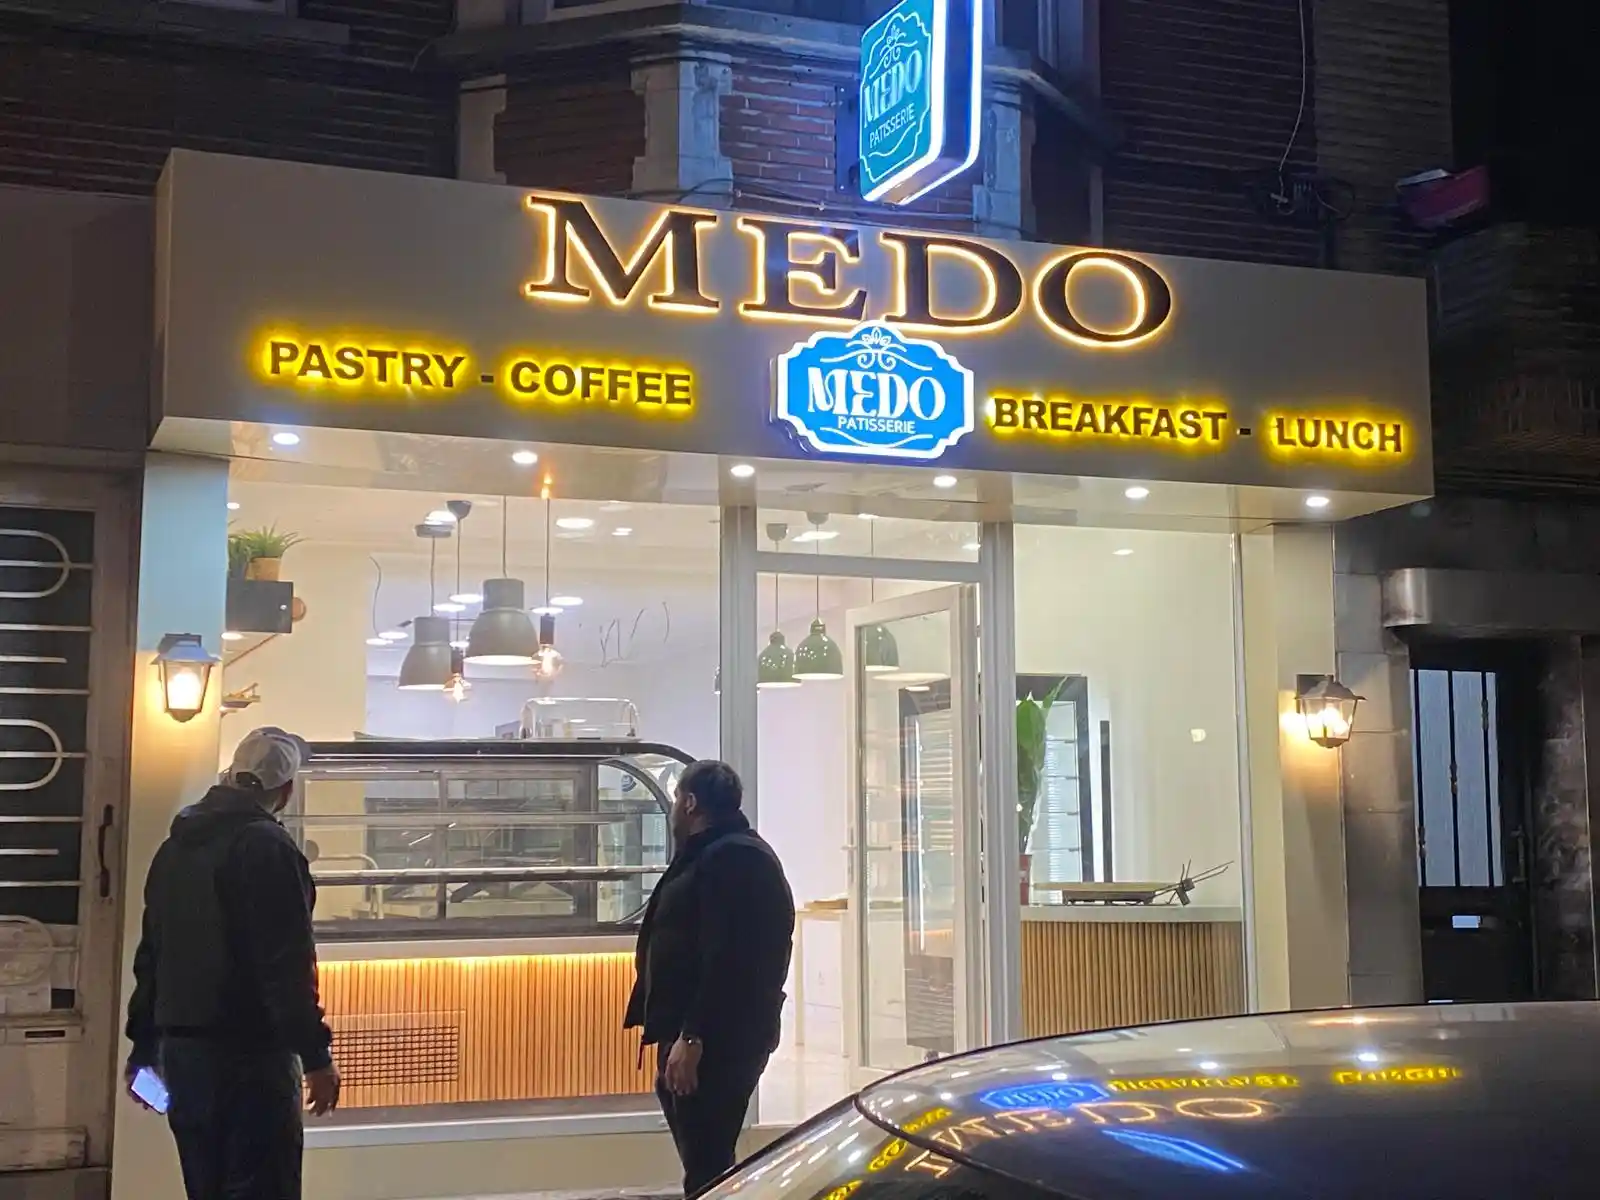 MEDO
PATISSERIE
MEDO
PASTRY - COFFEE
MEDO
PATISSERIE
BREAKFAST - LUNCH